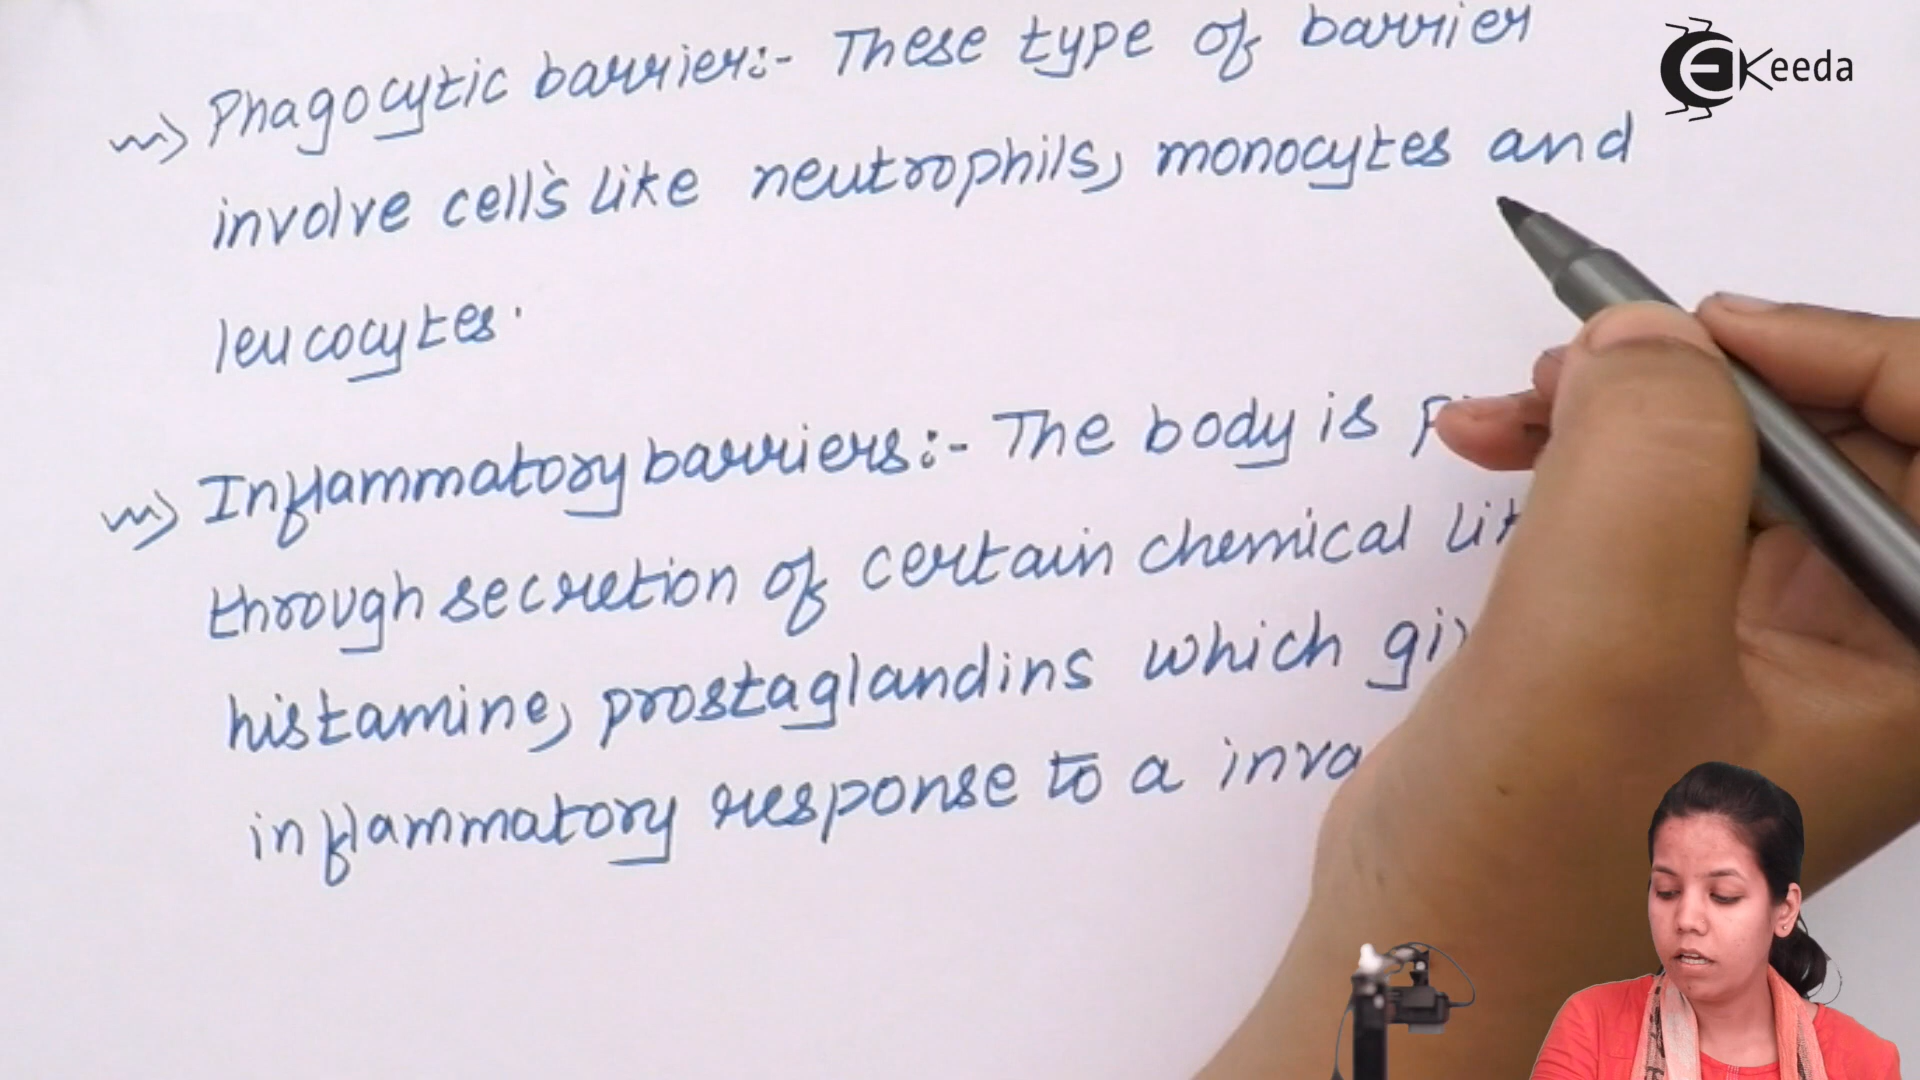 Phagocytic barrier:- These type of barrier
EKeeda
involve cell's like neutrophils, monocytes and
leucocytes.
Inflammatory barriers:- The body is
through secretion of certain chemical
histamine, prostaglandins which
inflammatory response to a